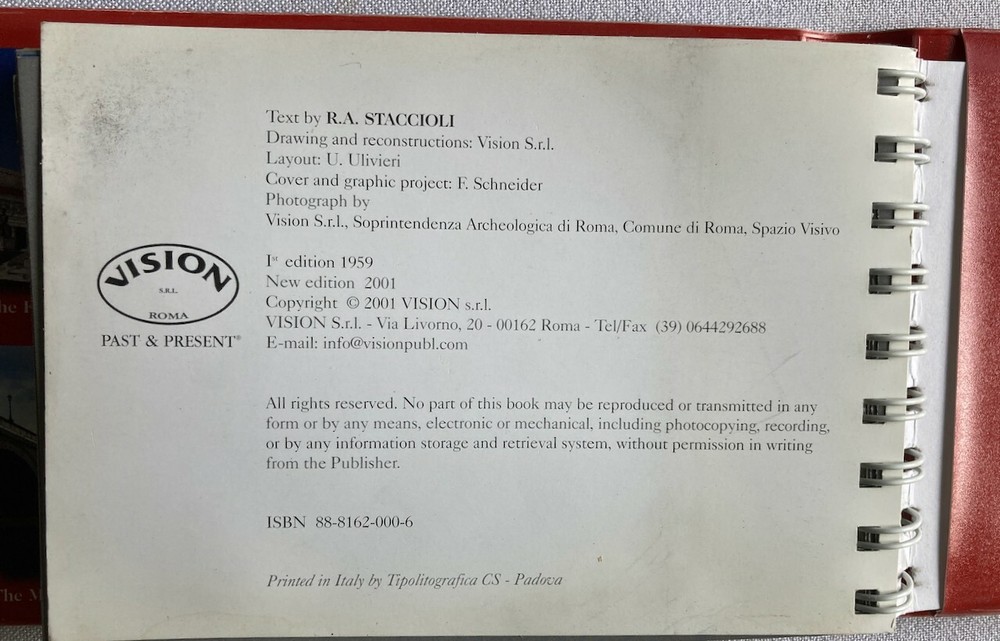 Text by R.A. STACCIOLI
Drawing and reconstructions: Vision S.r.l.
Layout: U. Ulivieri
Cover and graphic project: F. Schneider
Photograph by
Vision S.r.l., Soprintendenza Archeologica di Roma, Comune di Roma, Spazio Visivo
VISION
S.R.L.
ROMA
PAST & PRESENT®
Ist edition 1959
New edition 2001
Copyright © 2001 VISION s.r.l.
VISION S.r.l. - Via Livorno, 20 - 00162 Roma - Tel/Fax (39) 0644292688
E-mail: info@visionpubl.com
All rights reserved. No part of this book may be reproduced or transmitted in any
form or by any means, electronic or mechanical, including photocopying, recording,
or by any information storage and retrieval system, without permission in writing
from the Publisher.
ISBN 88-8162-000-6
Printed in Italy by Tipolitografica CS - Padova